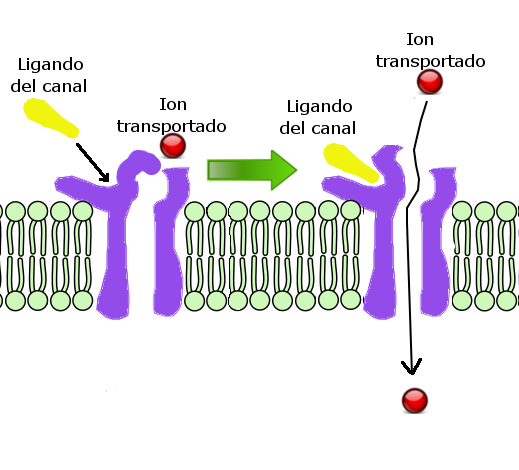 Ligando
del canal
Ion
transportado
Ligando
del canal
Ion
transportado